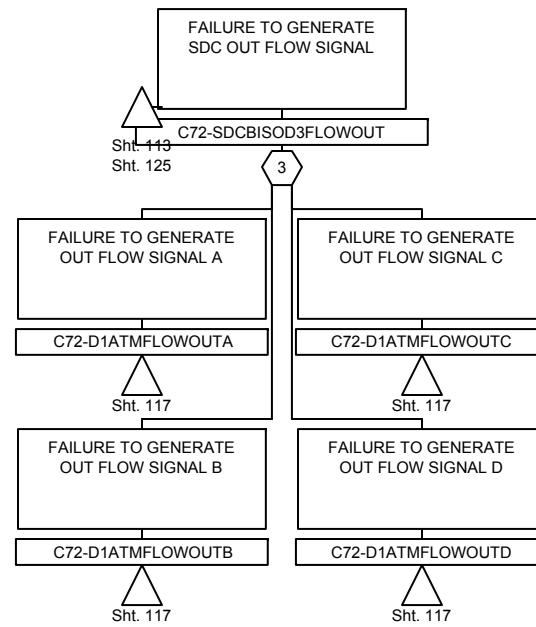 FAILURE TO GENERATE
SDC OUT FLOW SIGNAL
C72-SDCBISOD3FLOWOUT
Sht. 113
Sht. 125
3
FAILURE TO GENERATE
OUT FLOW SIGNAL A
C72-D1ATMFLOWOUTA
Sht. 117
FAILURE TO GENERATE
OUT FLOW SIGNAL C
C72-D1ATMFLOWOUTC
Sht. 117
FAILURE TO GENERATE
OUT FLOW SIGNAL B
C72-D1ATMFLOWOUTB
Sht. 117
FAILURE TO GENERATE
OUT FLOW SIGNAL D
C72-D1ATMFLOWOUTD
Sht. 117